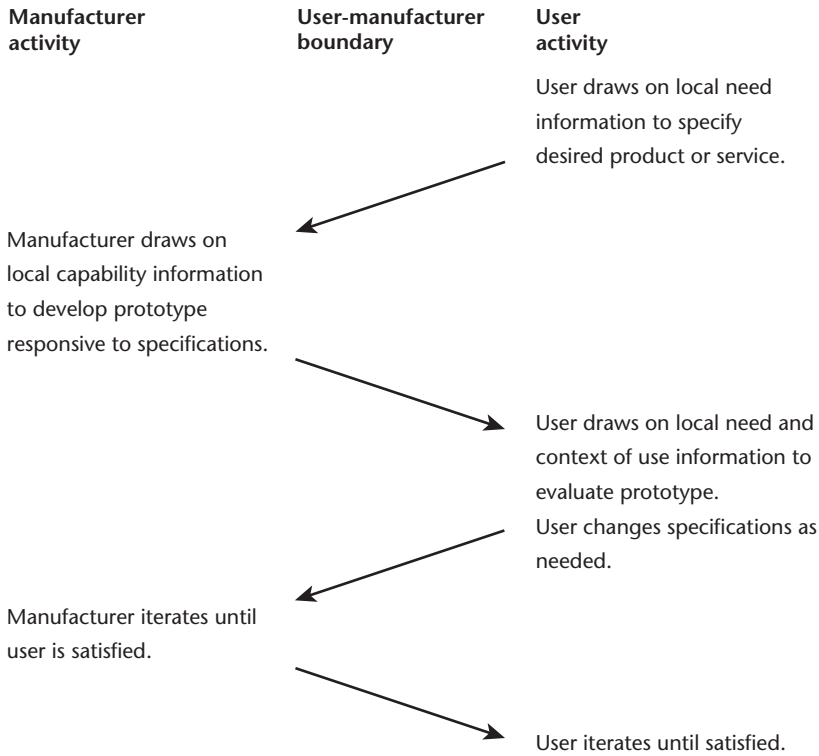 Manufacturer
activity
User-manufacturer
boundary
User
activity
User draws on local need
information to specify
desired product or service.
Manufacturer draws on
local capability information
to develop prototype
responsive to specifications.
User draws on local need and
context of use information to
evaluate prototype.
User changes specifications as
needed.
Manufacturer iterates until
user is satisfied.
User iterates until satisfied.